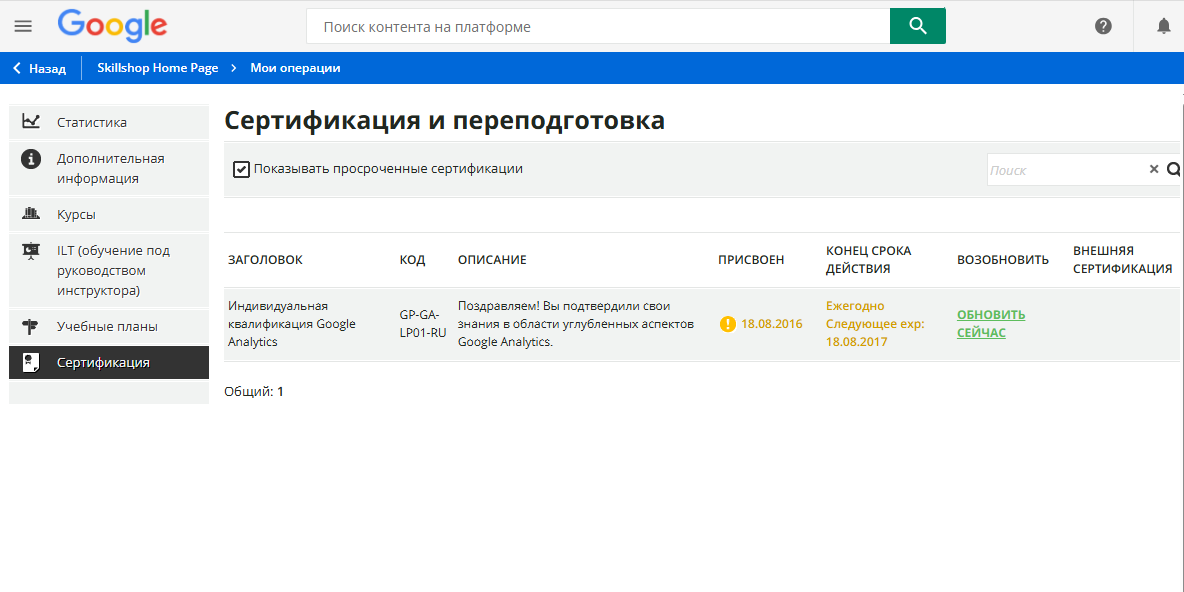 Google
Поиск контента на платформе
Назад
Skillshop Home Page > Мои операции
Статистика
Дополнительная
информация
Курсы
ILT (обучение под
руководством
инструктора)
Учебные планы
Сертификация
Сертификация и переподготовка
Показывать просроченные сертификации
Поиск
ЗАГОЛОВОК
КОД
ОПИСАНИЕ
ПРИСВОЕН
КОНЕЦ СРОКА
ДЕЙСТВИЯ
ВОЗОБНОВИТЬ
ВНЕШНЯЯ
СЕРТИФИКАЦИЯ
Индивидуальная
квалификация Google
Analytics
GP-GA-
LP01-RU
Поздравляем! Вы подтвердили свои
знания в области углубленных аспектов
Google Analytics.
18.08.2016
Ежегодно
Следующее exp:
18.08.2017
ОБНОВИТЬ
СЕЙЧАС
Общий: 1